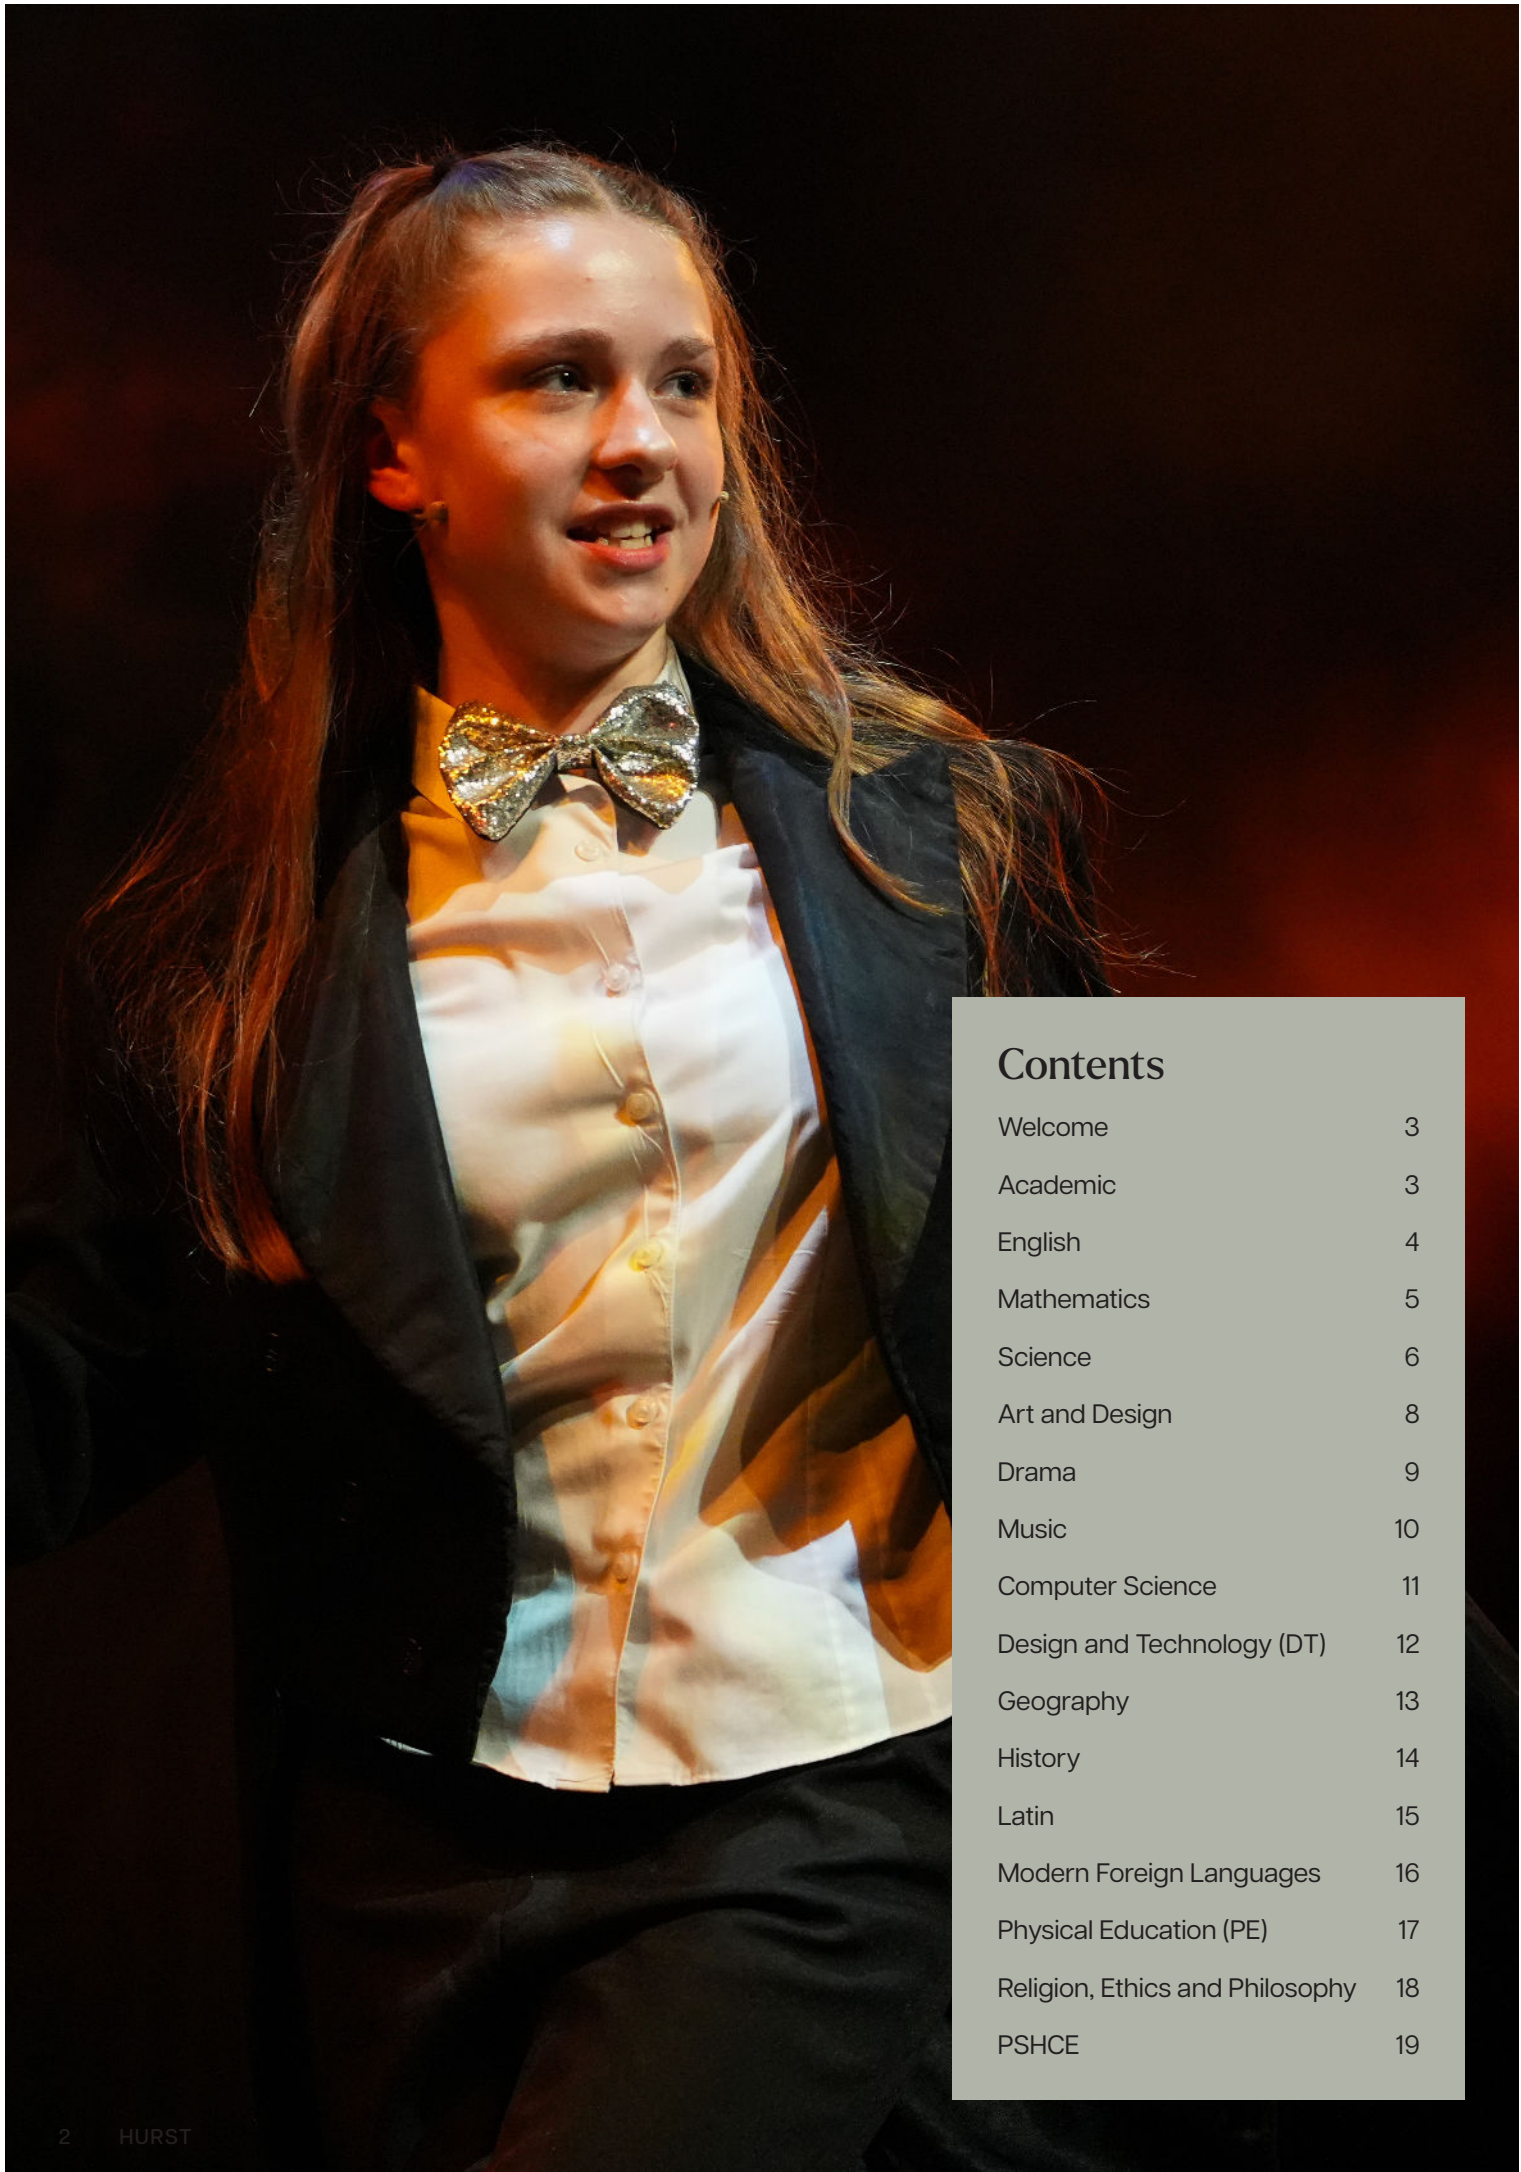 Contents
Welcome 3
Academic 3
English 4
Mathematics 5
Science 6
Art and Design 8
Drama 9
Music 10
Computer Science 11
Design and Technology (DT) 12
Geography 13
History 14
Latin 15
Modern Foreign Languages 16
Physical Education (PE) 17
Religion, Ethics and Philosophy 18
PSHCE 19
2 HURST